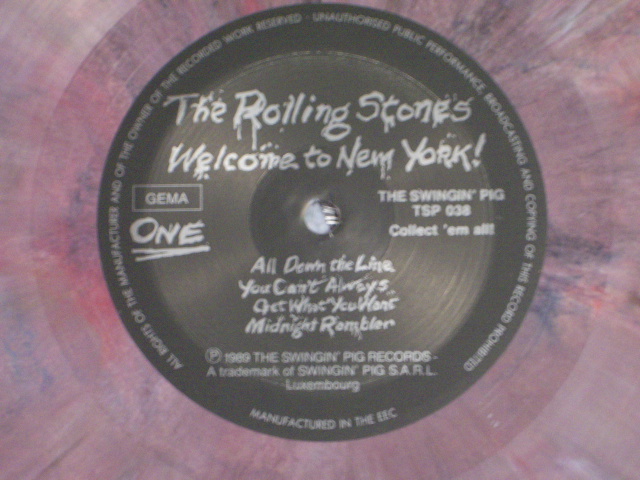 ALL RIGHTS OF THE MANUFACTURER AND OF THE OWNER OF THE RECORDED WORK RESERVED · UNAUTHORISED PUBLIC PERFORMANCE, BROADCASTING AND COPYING OF THE RECORD PROHIBITED
The Rolling Stones
Welcome to New YORK!
GEMA
ONE
THE SWINGIN' PIG
TSP 038
Collect 'em all!
All Down the Line
You Can't Always
Get What You Want
Midnight Rambler
Ⓟ 1989 THE SWINGIN' PIG RECORDS -
A trademark of SWINGIN' PIG S.A.R.L.
Luxembourg
MANUFACTURED IN THE EEC